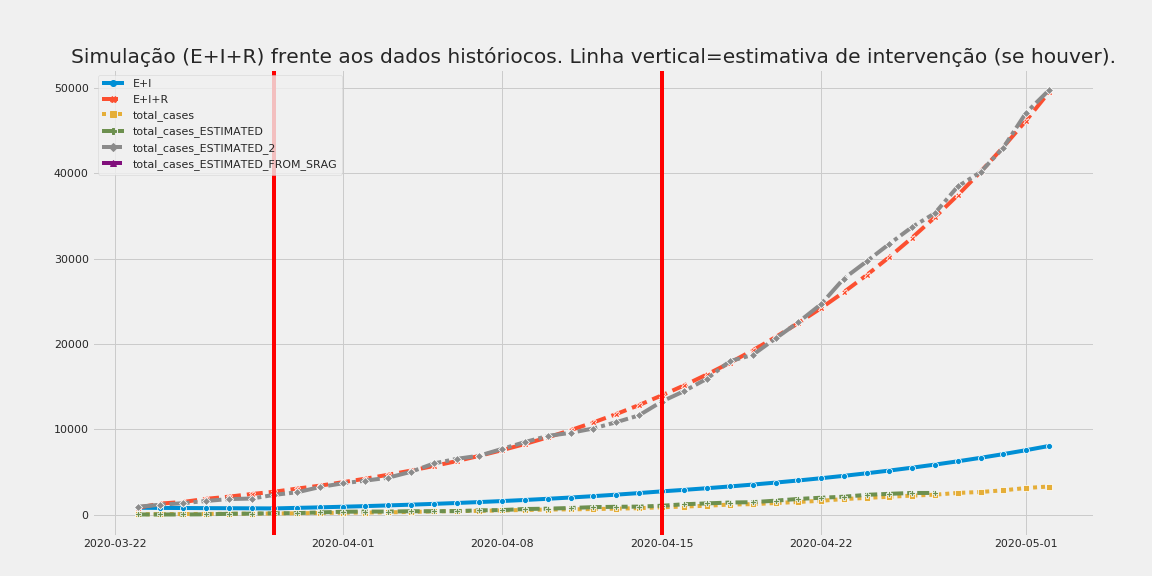 Simulação (E+I+R) frente aos dados históriocos. Linha vertical=estimativa de intervenção (se houver).
E+I
E+I+R
total_cases
total_cases_ESTIMATED
total_cases_ESTIMATED_2
total_cases_ESTIMATED_FROM_SRAG
50000
40000
30000
20000
10000
0
2020-03-22 2020-04-01 2020-04-08 2020-04-15 2020-04-22 2020-05-01